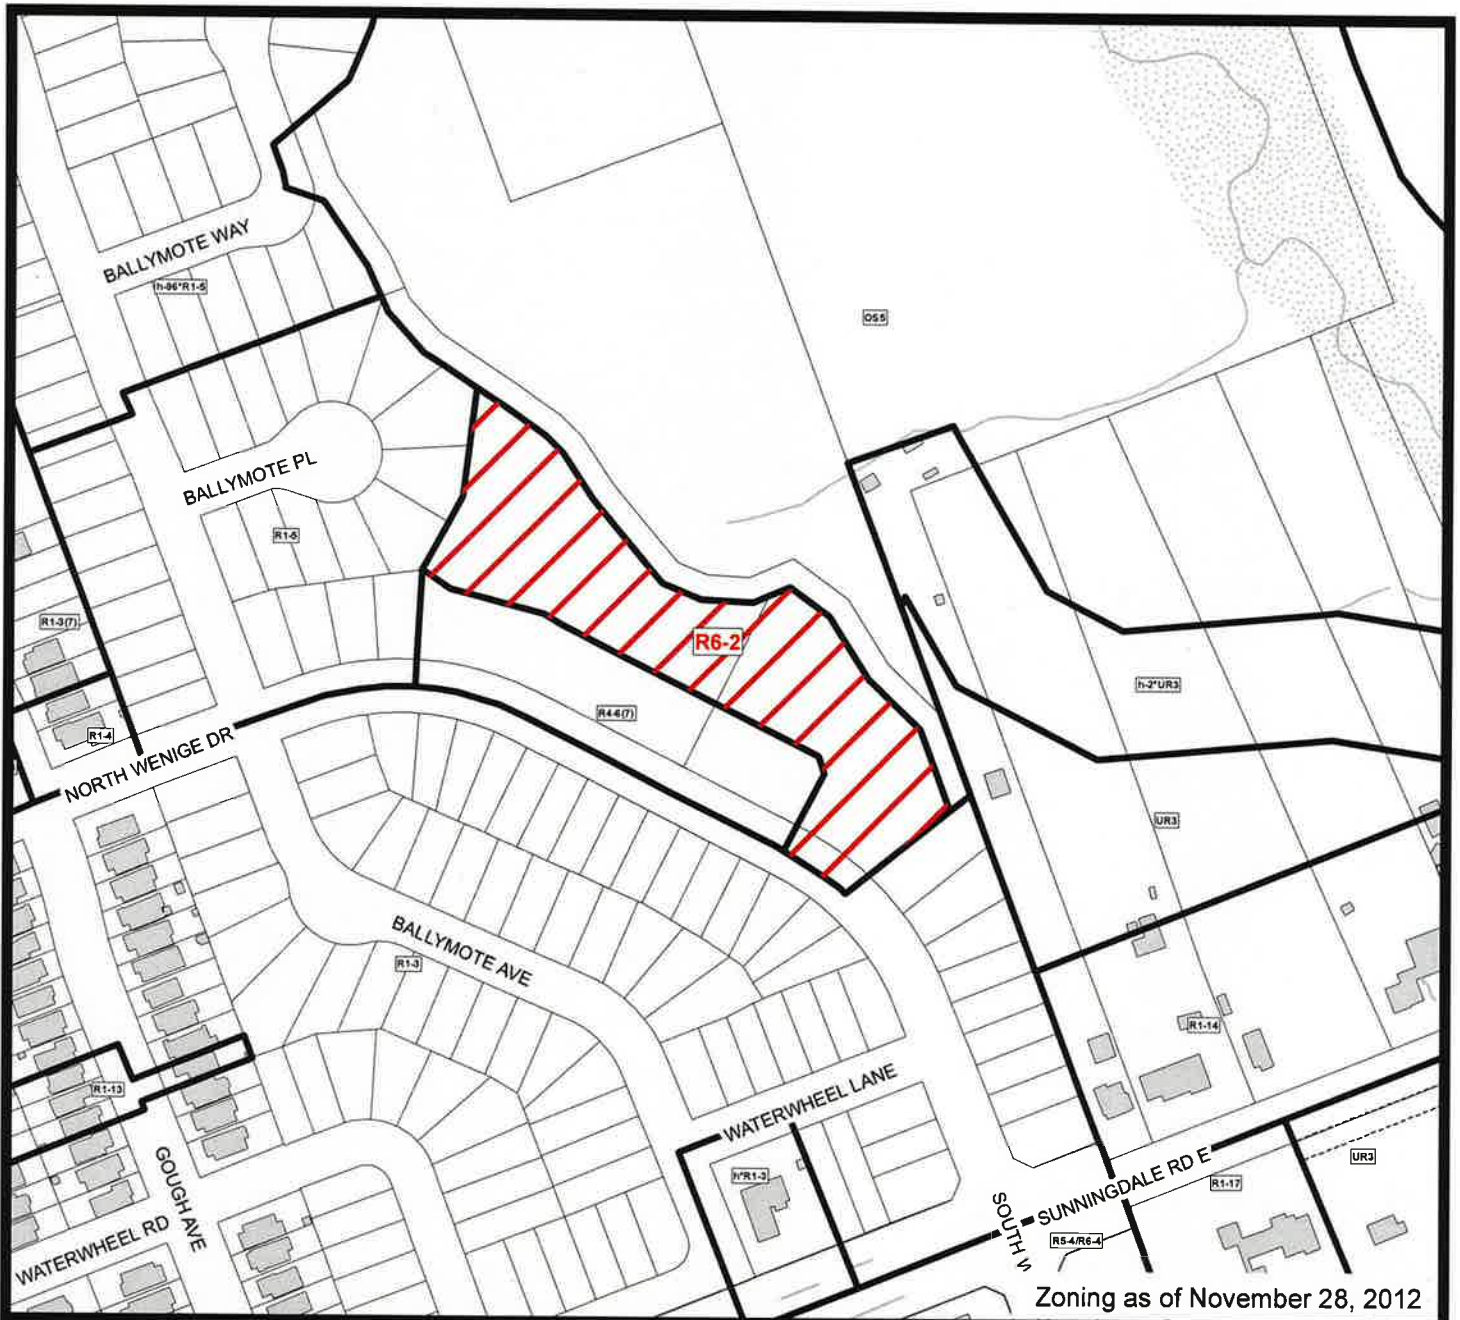 BALLYMOTE WAY
h-96*R1-5
OS5
BALLYMOTE PL
R1-5
R1-3(7)
R6-2
h-2*UR3
R4-6(7)
R1-4
NORTH WENIGE DR
UR3
BALLYMOTE AVE
R1-3
R1-14
R1-13
WATERWHEEL LANE
GOUGH AVE
h*R1-3
UR3
SUNNINGDALE RD E
R1-17
WATERWHEEL RD
SOUTH W
R5-4/R6-4
Zoning as of November 28, 2012